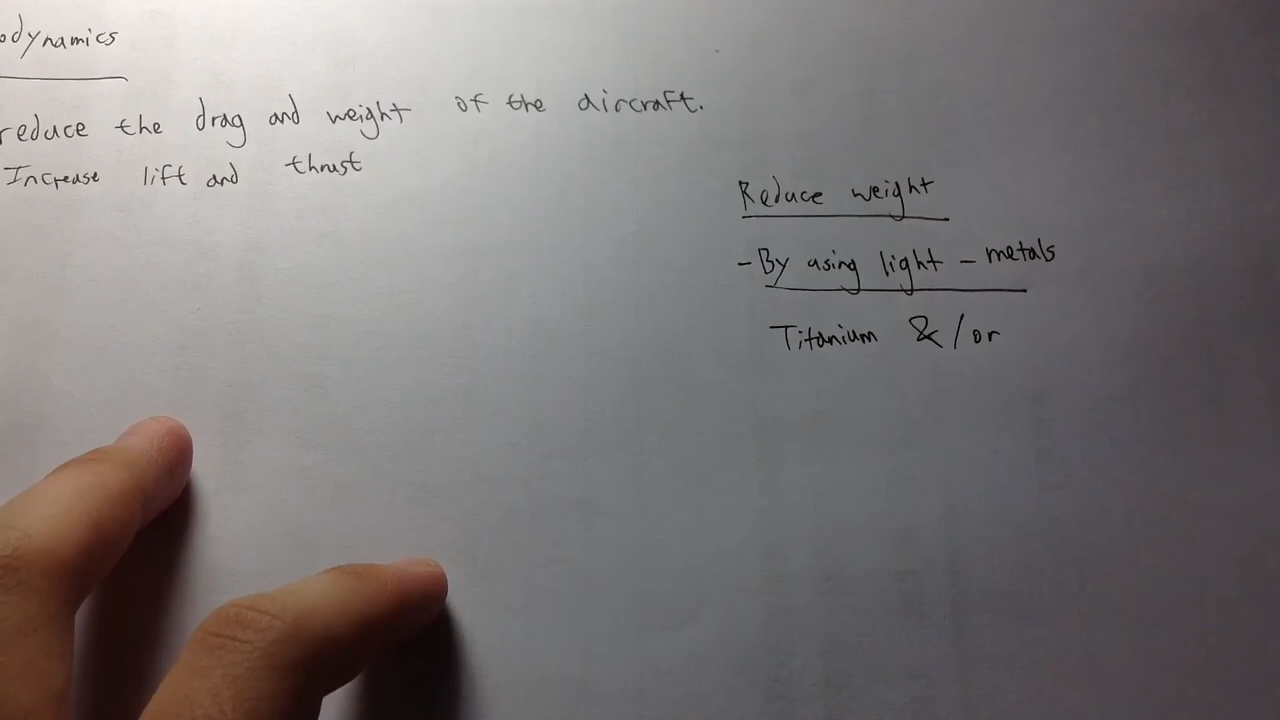 odynamics
reduce the drag and weight of the aircraft.
Increase lift and thrust
Reduce weight
- By using light - metals
Titanium & / or